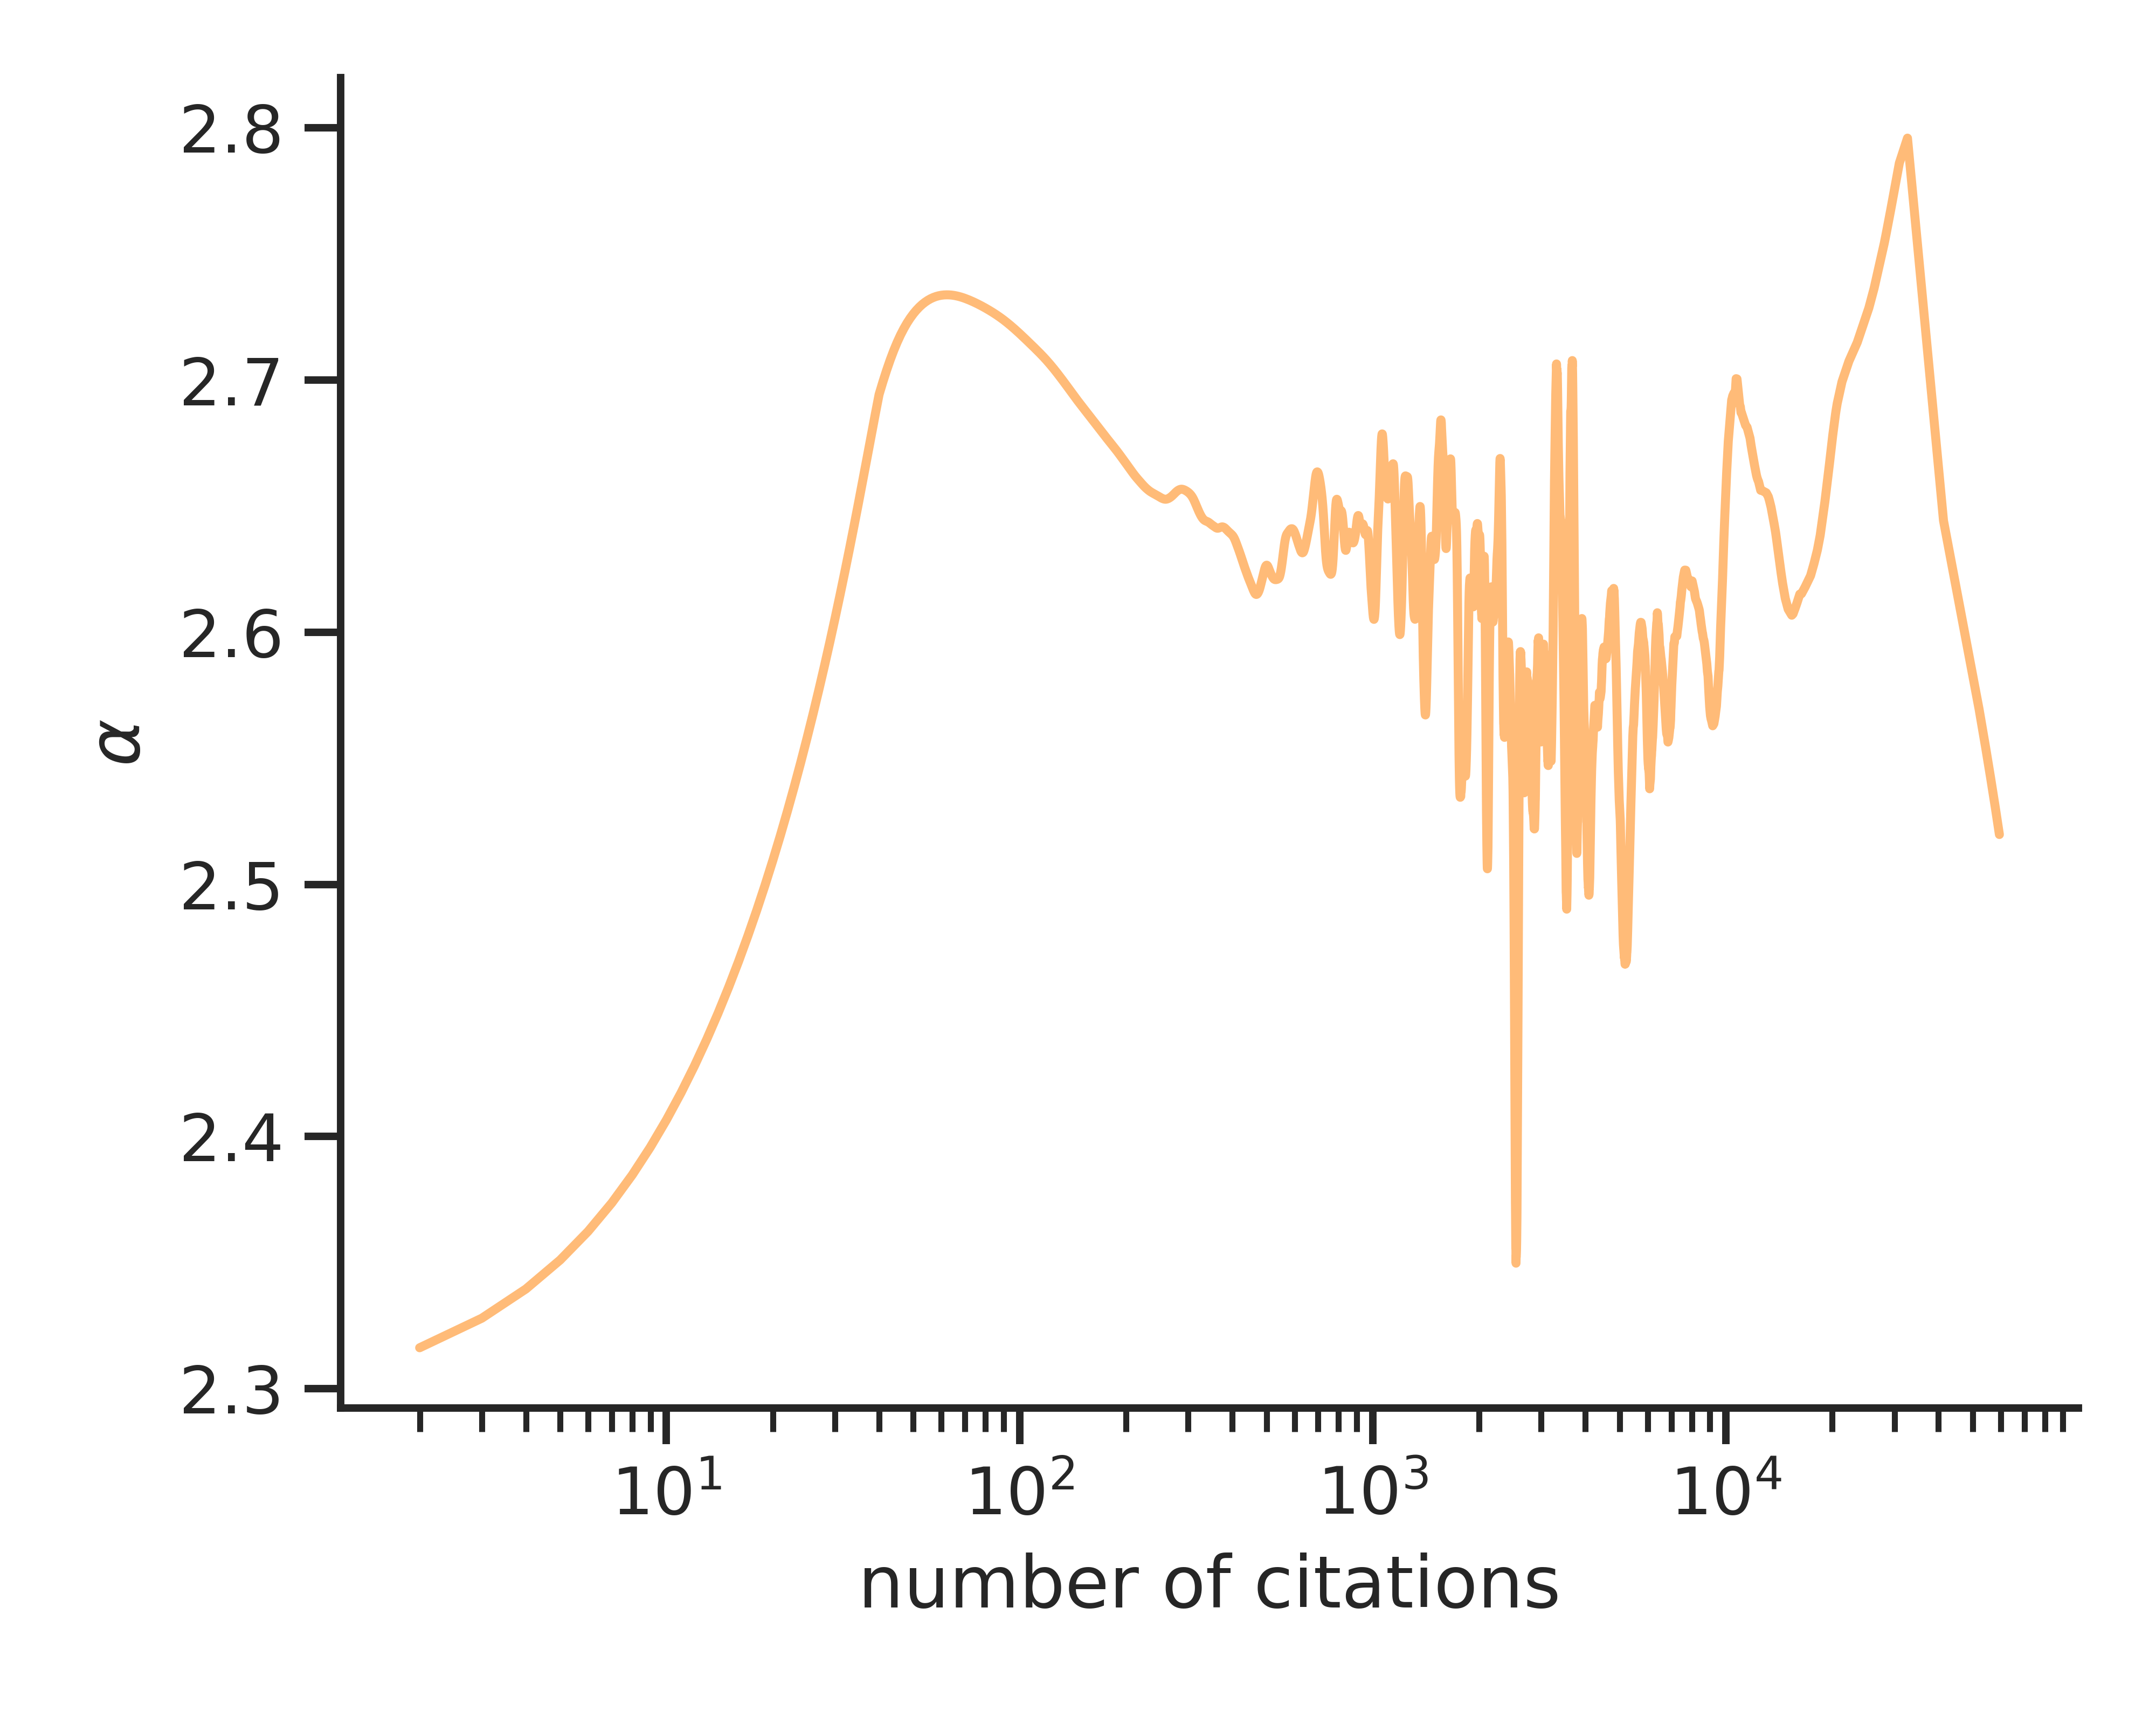 2.8
2.7
2.6
2.5
2.4
2.3
α
10¹ 10² 10³ 10⁴
number of citations